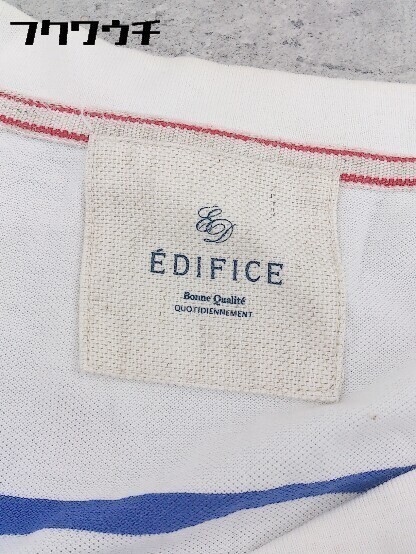 フクワウチ
ED
ÉDIFICE
Bonne Qualité
QUOTIDIENNEMENT